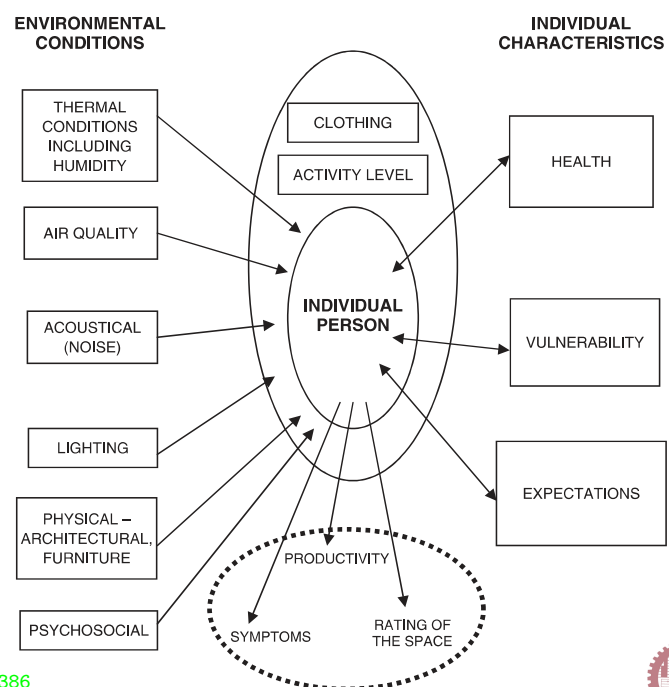 ENVIRONMENTAL
CONDITIONS
INDIVIDUAL
CHARACTERISTICS
THERMAL
CONDITIONS
INCLUDING
HUMIDITY
AIR QUALITY
ACOUSTICAL
(NOISE)
LIGHTING
PHYSICAL –
ARCHITECTURAL,
FURNITURE
PSYCHOSOCIAL
CLOTHING
ACTIVITY LEVEL
INDIVIDUAL
PERSON
HEALTH
VULNERABILITY
EXPECTATIONS
PRODUCTIVITY
SYMPTOMS
RATING OF
THE SPACE
386